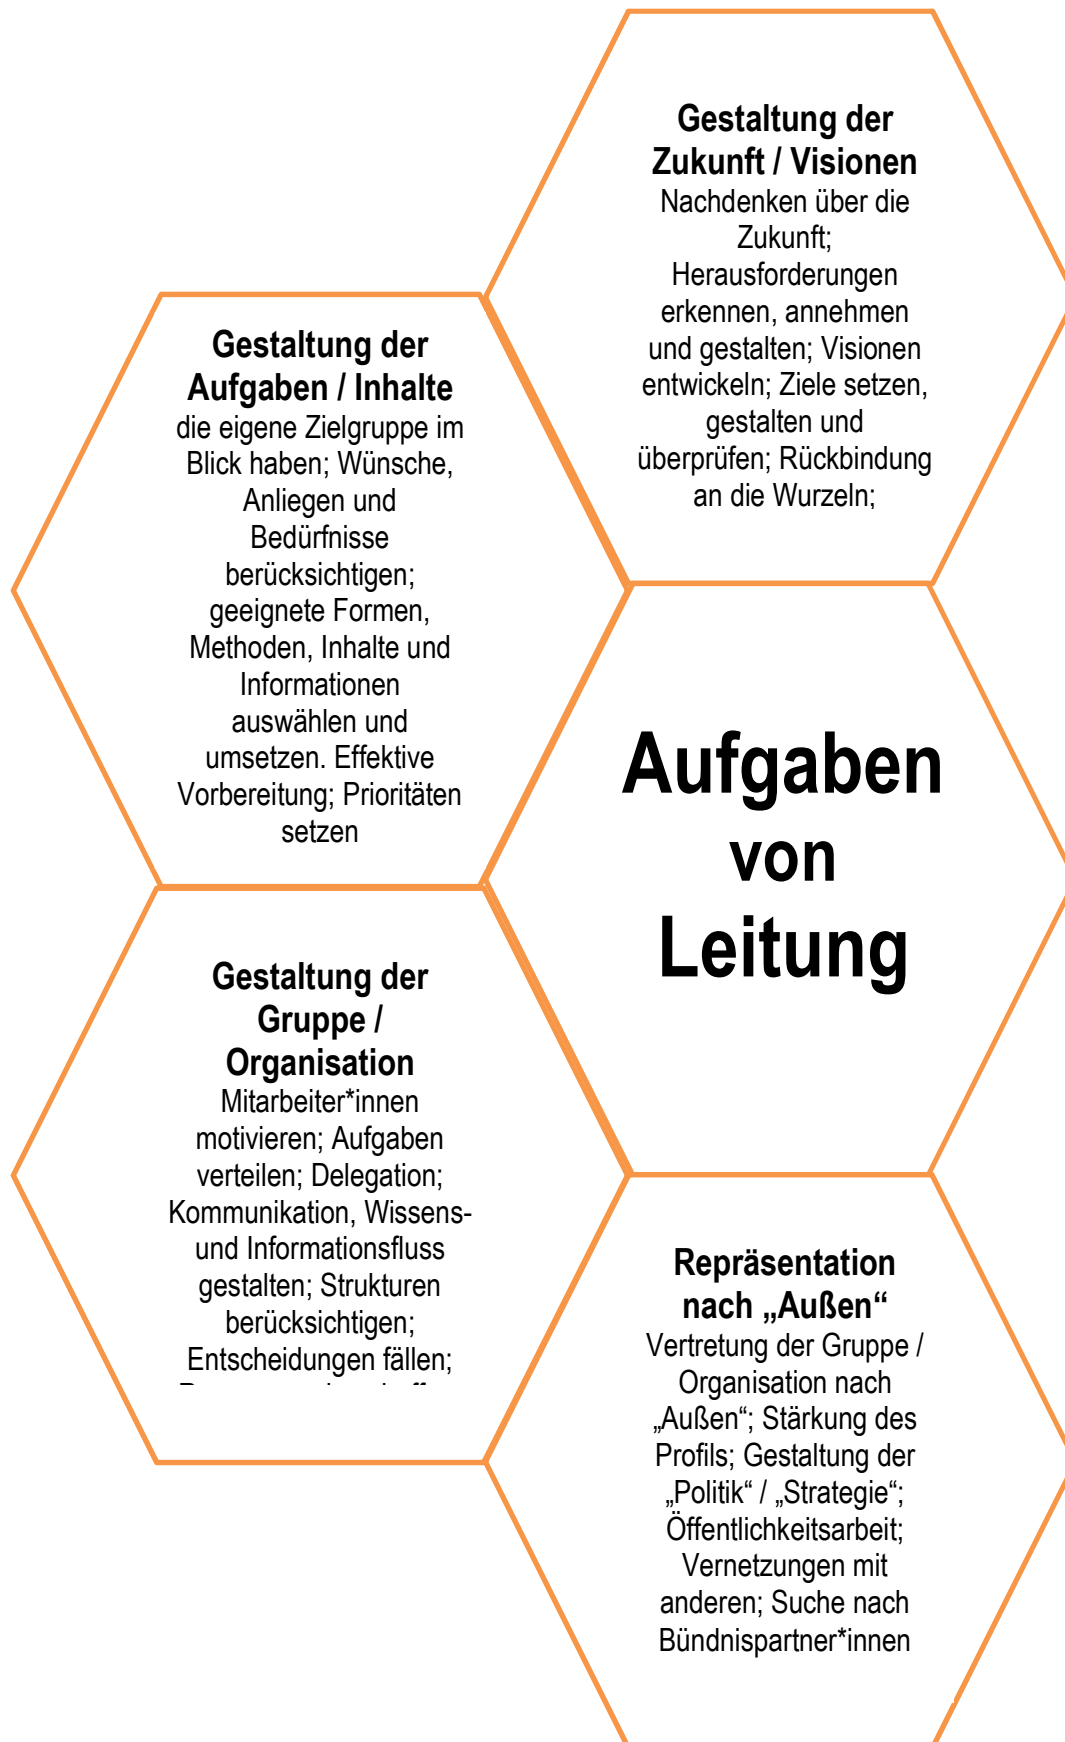 Gestaltung der
Zukunft / Visionen
Nachdenken über die
Zukunft;
Herausforderungen
erkennen, annehmen
und gestalten; Visionen
entwickeln; Ziele setzen,
gestalten und
überprüfen; Rückbindung
an die Wurzeln;
Gestaltung der
Aufgaben / Inhalte
die eigene Zielgruppe im
Blick haben; Wünsche,
Anliegen und
Bedürfnisse
berücksichtigen;
geeignete Formen,
Methoden, Inhalte und
Informationen
auswählen und
umsetzen. Effektive
Vorbereitung; Prioritäten
setzen
Aufgaben
von
Leitung
Gestaltung der
Gruppe /
Organisation
Mitarbeiter*innen
motivieren; Aufgaben
verteilen; Delegation;
Kommunikation, Wissens-
und Informationsfluss
gestalten; Strukturen
berücksichtigen;
Entscheidungen fällen;
Repräsentation
nach „Außen“
Vertretung der Gruppe /
Organisation nach
„Außen“; Stärkung des
Profils; Gestaltung der
„Politik“ / „Strategie“;
Öffentlichkeitsarbeit;
Vernetzungen mit
anderen; Suche nach
Bündnispartner*innen